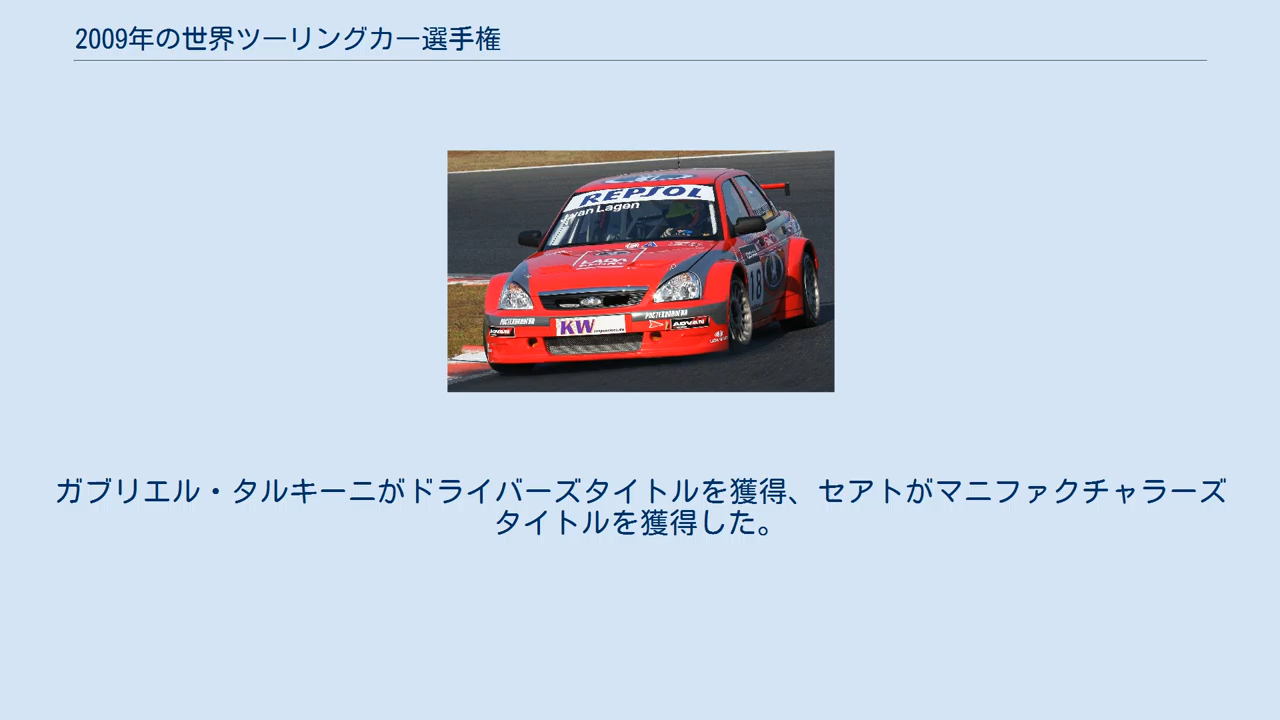 2009年の世界ツーリングカー選手権
REPSOL
J.van Lagen
LADA
18
KW
ADVAN
ADVAN
ガブリエル・タルキーニがドライバーズタイトルを獲得、セアトがマニファクチャラーズ
タイトルを獲得した。